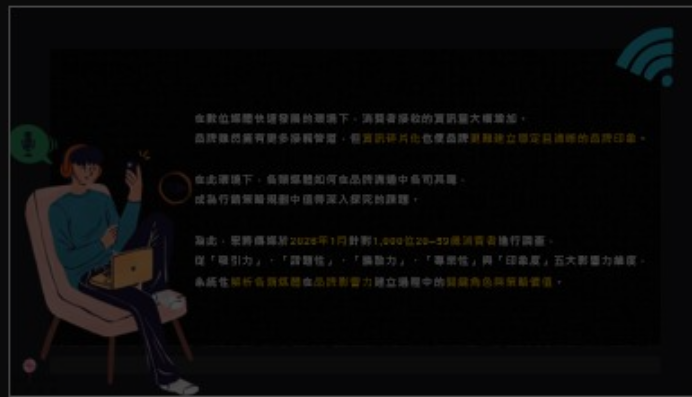 在數位媒體快速發展的環境下，消費者接收的資訊量大幅增加。
品牌雖然擁有更多接觸管道，但資訊碎片化也使品牌更難建立穩定且清晰的品牌印象。
在此環境下，各類媒體如何在品牌溝通中各司其職，
成為行銷策略規劃中值得深入探究的課題。
為此，宏將傳媒於2026年1月針對1,000位20–59歲消費者進行調查，
從「吸引力」、「話題性」、「擴散力」、「專業性」與「印象度」五大影響力維度，
系統性解析各類媒體在品牌影響力建立過程中的關鍵角色與策略價值。